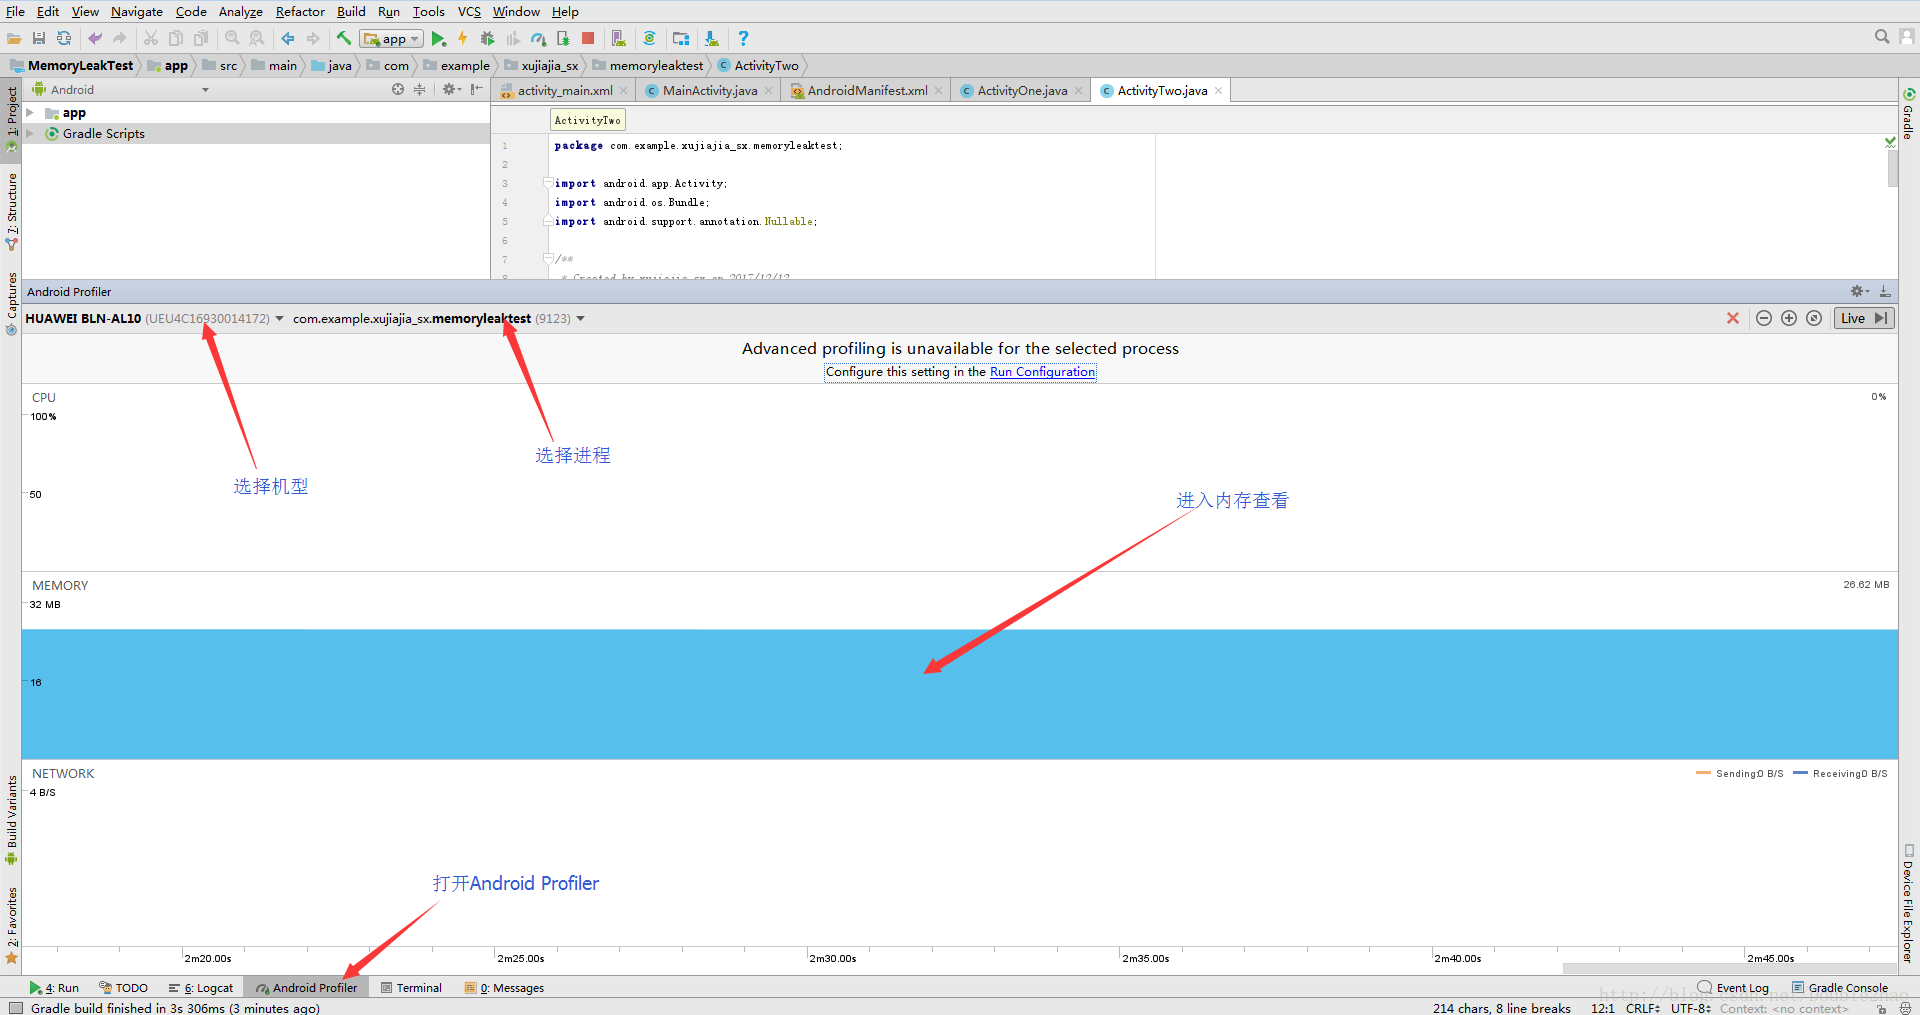 File Edit View Navigate Code Analyze Refactor Build Run Tools VCS Window Help
app
MemoryLeakTest app src main java com example xujiajia_sx memoryleaktest ActivityTwo
Android
activity_main.xml MainActivity.java AndroidManifest.xml ActivityOne.java ActivityTwo.java
1: Project
7: Structure
Captures
Build Variants
2: Favorites
Gradle
Device File Explorer
app
Gradle Scripts
ActivityTwo
1 package com.example.xujiajia_sx.memoryleaktest;
2
3 import android.app.Activity;
4 import android.os.Bundle;
5 import android.support.annotation.Nullable;
6
7 /**
8 * Created by xujiajia_sx on 2017/12/12.
Android Profiler
HUAWEI BLN-AL10 (UEU4C16930014172) com.example.xujiajia_sx.memoryleaktest (9123) Live
Advanced profiling is unavailable for the selected process
Configure this setting in the Run Configuration
CPU 0%
100%
选择进程
选择机型
50
进入内存查看
MEMORY 26.62 MB
32 MB
16
NETWORK Sending:0 B/S Receiving:0 B/S
4 B/S
打开Android Profiler
2m20.00s 2m25.00s 2m30.00s 2m35.00s 2m40.00s 2m45.00s
4: Run TODO 6: Logcat Android Profiler Terminal 0: Messages Event Log Gradle Console
Gradle build finished in 3s 306ms (3 minutes ago) 214 chars, 8 line breaks 12:1 CRLF UTF-8 Context: <no context>